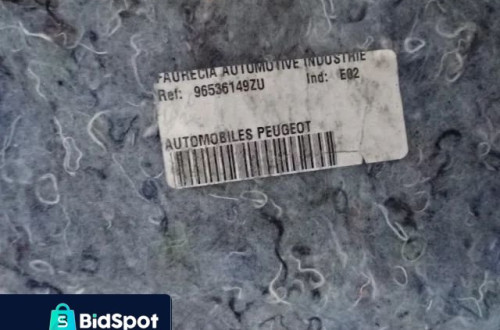 FAURECIA AUTOMOTIVE INDUSTRIE
Ref: 96536149ZU Ind: E02
AUTOMOBILES PEUGEOT
BidSpot